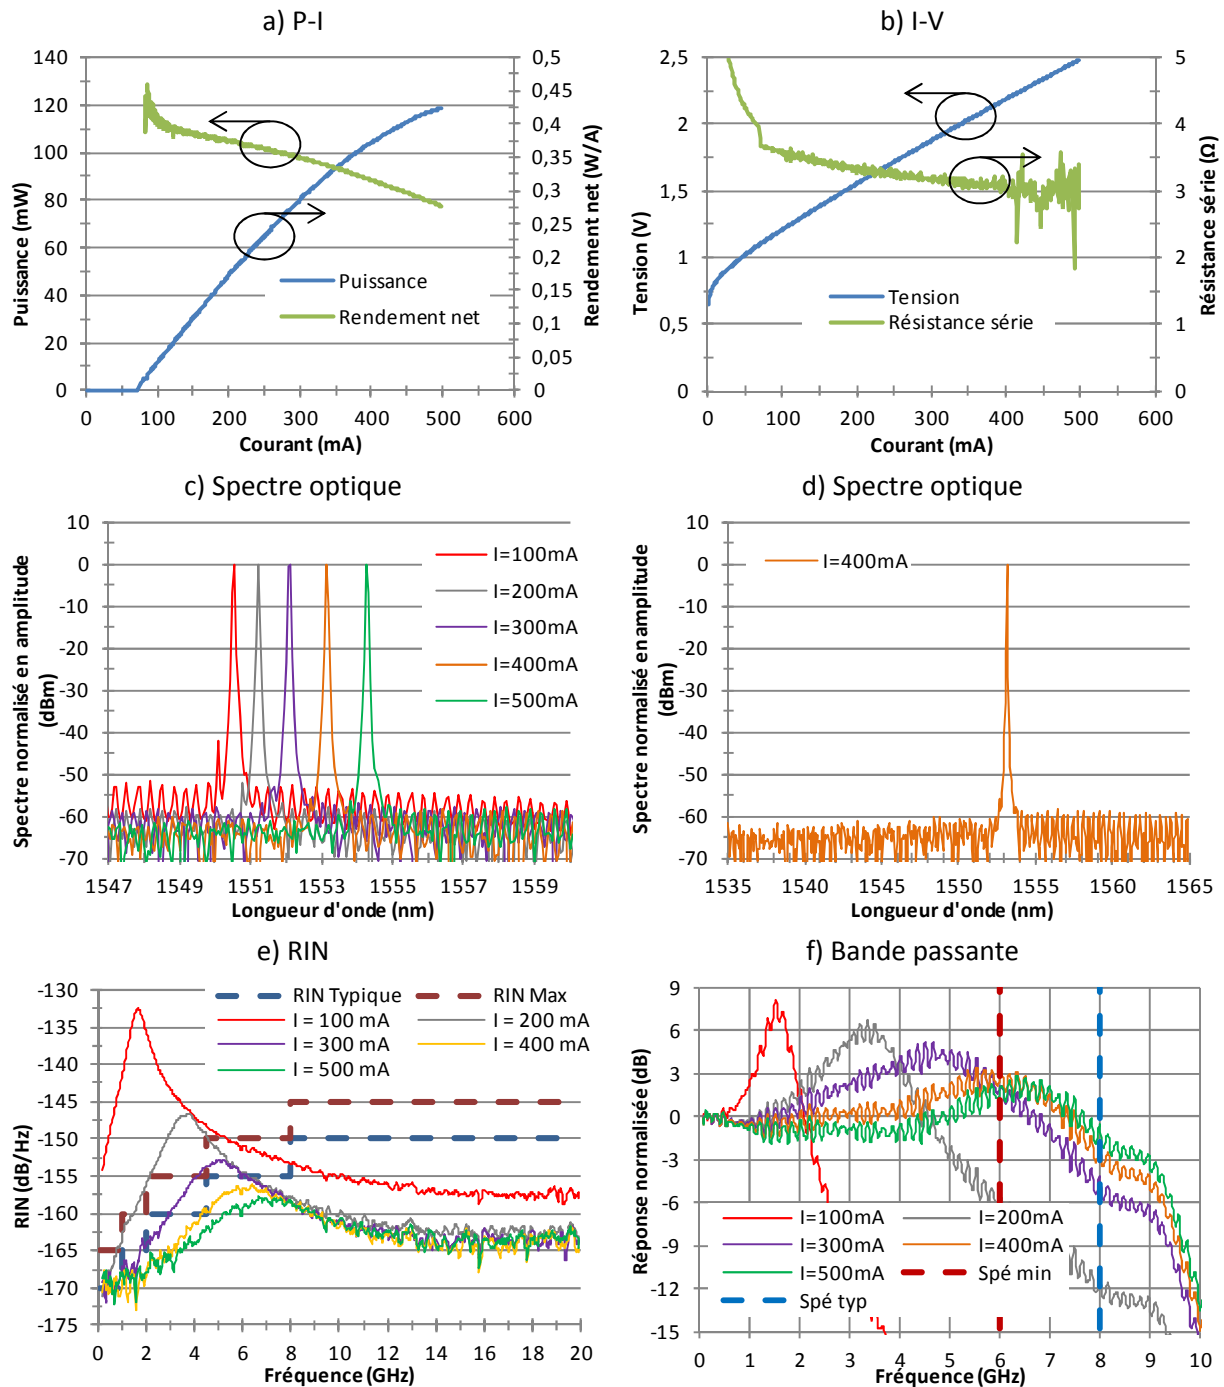 a) P-I
140
120
100
80
60
40
20
0
Puissance (mW)
0,5
0,45
0,4
0,35
0,3
0,25
0,2
0,15
0,1
0,05
0
Rendement net (W/A)
Puissance
Rendement net
0 100 200 300 400 500 600
Courant (mA)
b) I-V
2,5
2
1,5
1
0,5
0
Tension (V)
5
4
3
2
1
0
Résistance série (Ω)
Tension
Résistance série
0 100 200 300 400 500 600
Courant (mA)
c) Spectre optique
10
0
-10
-20
-30
-40
-50
-60
-70
Spectre normalisé en amplitude
(dBm)
I=100mA
I=200mA
I=300mA
I=400mA
I=500mA
1547 1549 1551 1553 1555 1557 1559
Longueur d'onde (nm)
d) Spectre optique
10
0
-10
-20
-30
-40
-50
-60
-70
Spectre normalisé en amplitude
(dBm)
I=400mA
1535 1540 1545 1550 1555 1560 1565
Longueur d'onde (nm)
e) RIN
-130
-135
-140
-145
-150
-155
-160
-165
-170
-175
RIN (dB/Hz)
RIN Typique RIN Max
I = 100 mA I = 200 mA
I = 300 mA I = 400 mA
I = 500 mA
0 2 4 6 8 10 12 14 16 18 20
Fréquence (GHz)
f) Bande passante
9
6
3
0
-3
-6
-9
-12
-15
Réponse normalisée (dB)
I=100mA I=200mA
I=300mA I=400mA
I=500mA Spé min
Spé typ
0 1 2 3 4 5 6 7 8 9 10
Fréquence (GHz)